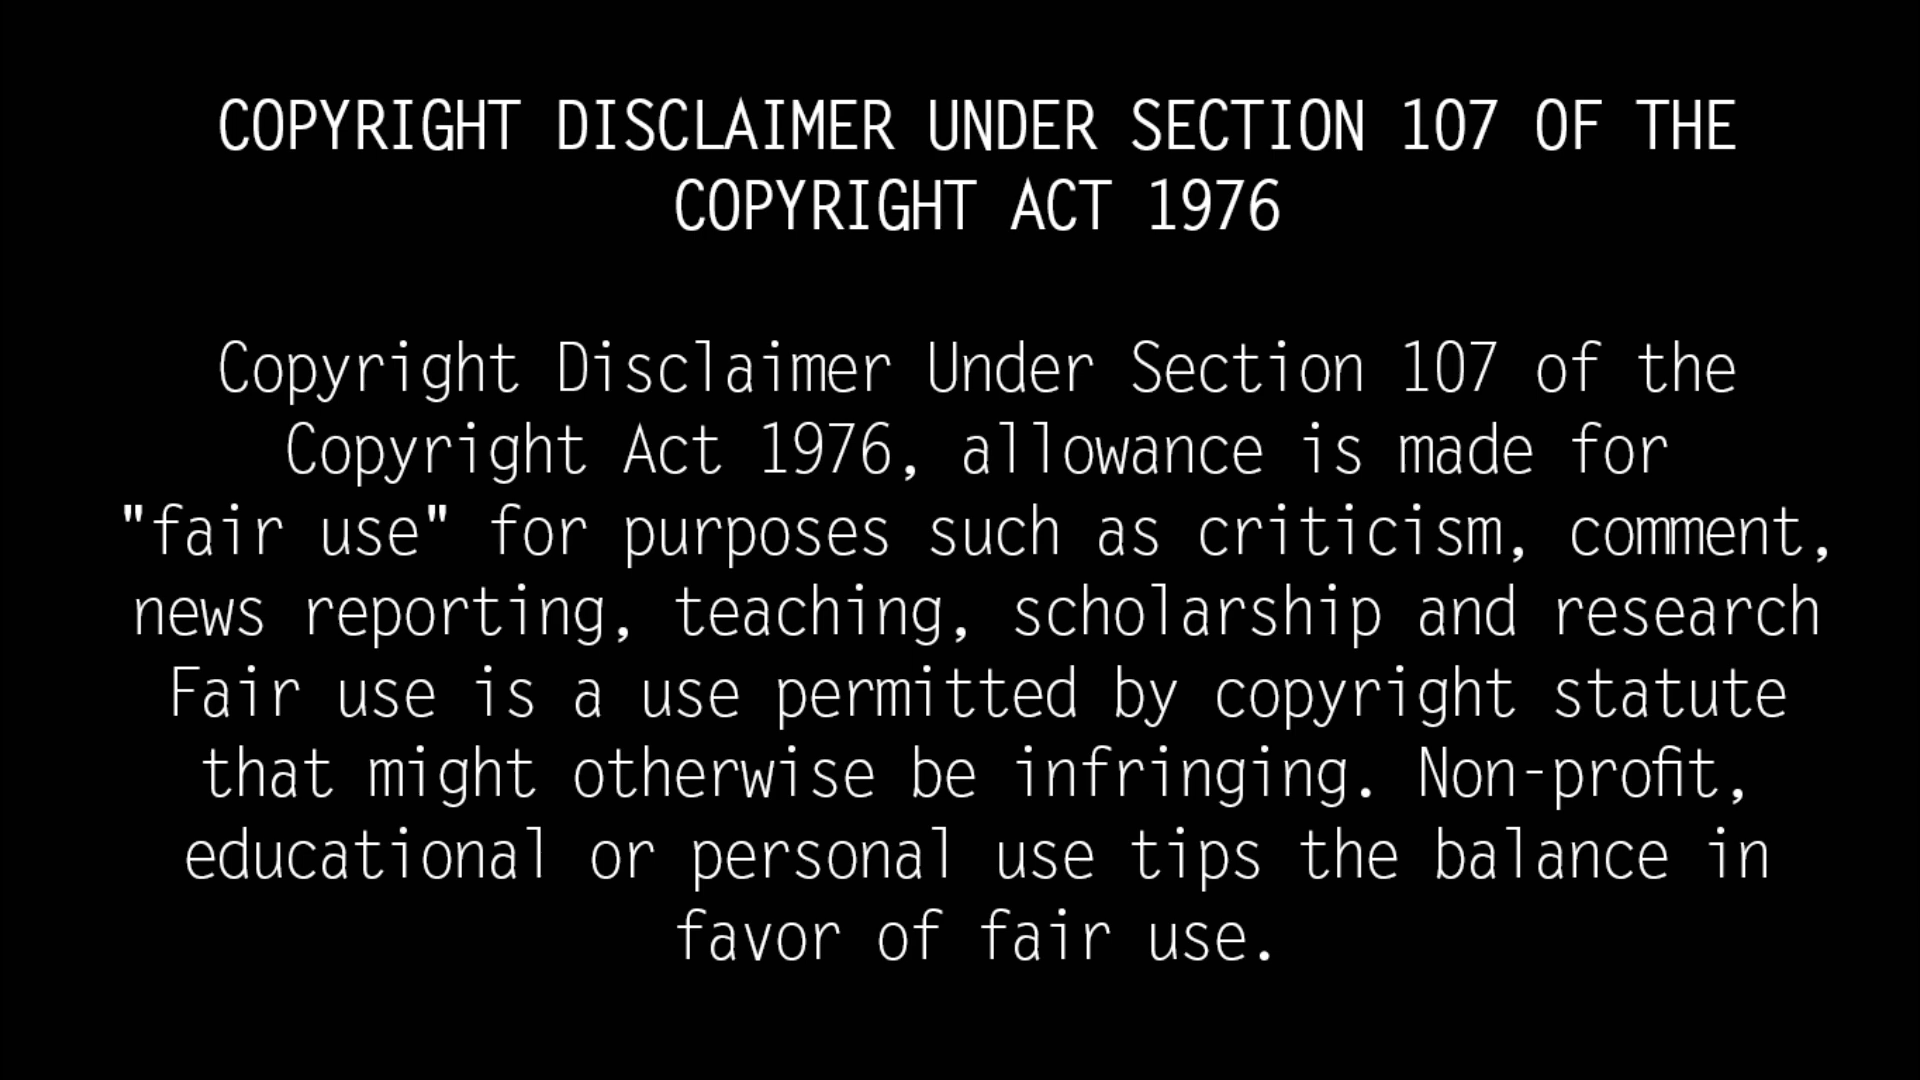 COPYRIGHT DISCLAIMER UNDER SECTION 107 OF THE
COPYRIGHT ACT 1976
Copyright Disclaimer Under Section 107 of the
Copyright Act 1976, allowance is made for
"fair use" for purposes such as criticism, comment,
news reporting, teaching, scholarship and research
Fair use is a use permitted by copyright statute
that might otherwise be infringing. Non-profit,
educational or personal use tips the balance in
favor of fair use.